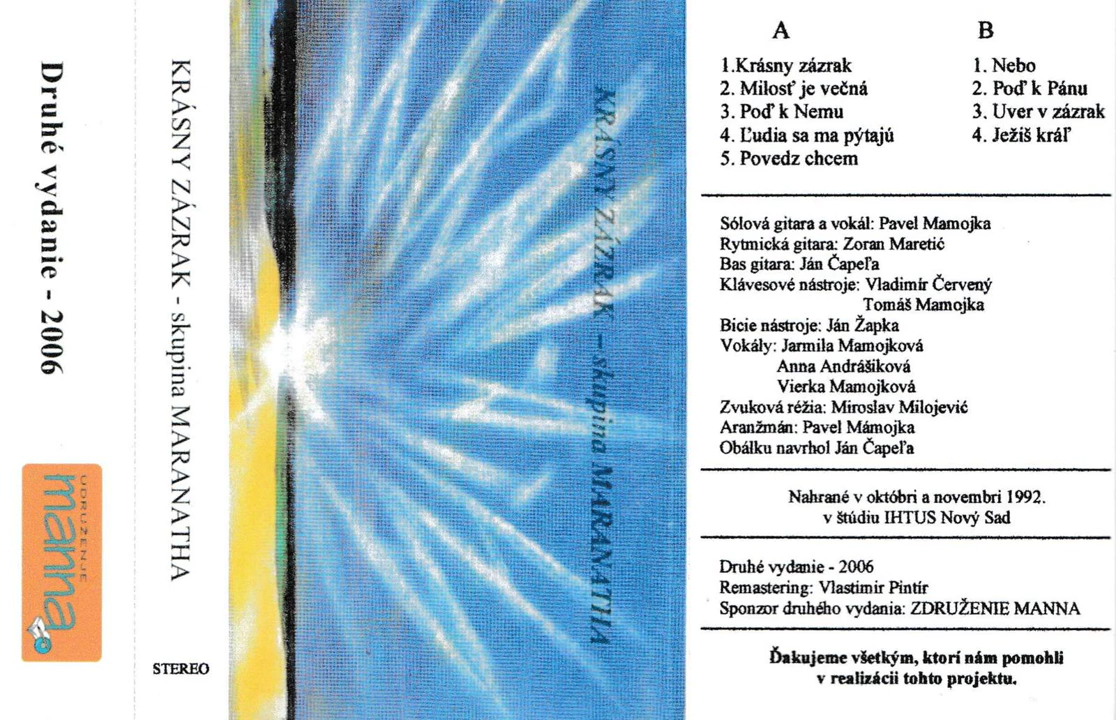 Druhé vydanie - 2006
UDRUŽENJE
manna
KRÁSNY ZÁZRAK - skupina MARANATHA
STEREO
KRÁSNY ZÁZRAK - skupina MARANATHA
A
1.Krásny zázrak
2. Milosť je večná
3. Poď k Nemu
4. Ľudia sa ma pýtajú
5. Povedz chcem
B
1. Nebo
2. Poď k Pánu
3. Uver v zázrak
4. Ježiš kráľ
Sólová gitara a vokál: Pavel Mamojka
Rytmická gitara: Zoran Maretić
Bas gitara: Ján Čapeľa
Klávesové nástroje: Vladimír Červený
Tomáš Mamojka
Bicie nástroje: Ján Žapka
Vokály: Jarmila Mamojková
Anna Andrášiková
Vierka Mamojková
Zvuková réžia: Miroslav Milojević
Aranžmán: Pavel Mámojka
Obálku navrhol Ján Čapeľa
Nahrané v októbri a novembri 1992.
v štúdiu IHTUS Nový Sad
Druhé vydanie - 2006
Remastering: Vlastimir Pintír
Sponzor druhého vydania: ZDRUŽENIE MANNA
Ďakujeme všetkým, ktorí nám pomohli
v realizácii tohto projektu.